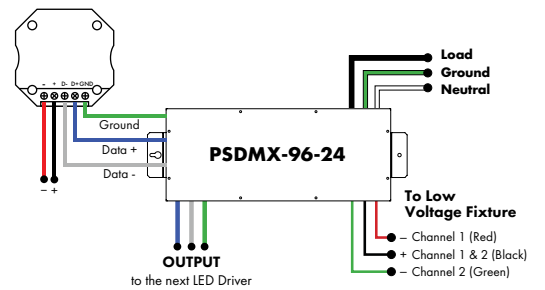 - + D- D+ GND
Ground
Data +
Data -
- +
PSDMX-96-24
Load
Ground
Neutral
To Low
Voltage Fixture
– Channel 1 (Red)
+ Channel 1 & 2 (Black)
– Channel 2 (Green)
OUTPUT
to the next LED Driver